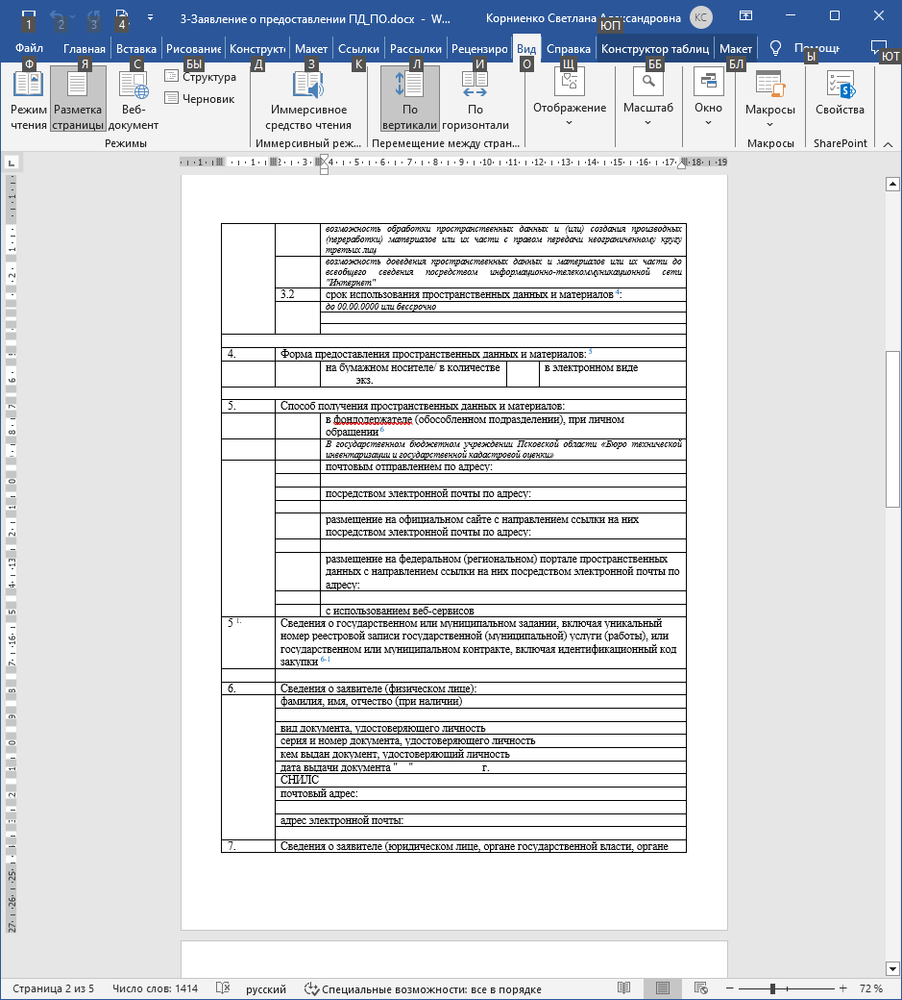 3-Заявление о предоставлении ПД_ПО.docx - W...
Корниенко Светлана Александровна
КС
1 2 3 4 ЮП
Файл Главная Вставка Рисование Конструкт Макет Ссылки Рассылки Рецензиро Вид Справка Конструктор таблиц Макет Помощн
Ф Я С БЫ Д З К Л И О Щ ББ БЛ Ы ЮТ
Режим чтения
Разметка страницы
Веб-документ
Структура
Черновик
Режимы
Иммерсивное средство чтения
Иммерсивный реж...
По вертикали
По горизонтали
Перемещение между стран...
Отображение
Масштаб
Окно
Макросы
Макросы
Свойства
SharePoint
возможность обработки пространственных данных и (или) создания производных
(переработки) материалов или их части с правом передачи неограниченному кругу
третьих лиц
возможность доведения пространственных данных и материалов или их части до
всеобщего сведения посредством информационно-телекоммуникационной сети
"Интернет"
3.2 срок использования пространственных данных и материалов 4:
до 00.00.0000 или бессрочно
4. Форма предоставления пространственных данных и материалов: 5
на бумажном носителе/ в количестве в электронном виде
экз.
5. Способ получения пространственных данных и материалов:
в фондодержателе (обособленном подразделении), при личном
обращении 6
В государственном бюджетном учреждении Псковской области «Бюро технической
инвентаризации и государственной кадастровой оценки»
почтовым отправлением по адресу:
посредством электронной почты по адресу:
размещение на официальном сайте с направлением ссылки на них
посредством электронной почты по адресу:
размещение на федеральном (региональном) портале пространственных
данных с направлением ссылки на них посредством электронной почты по
адресу:
с использованием веб-сервисов
5 1. Сведения о государственном или муниципальном задании, включая уникальный
номер реестровой записи государственной (муниципальной) услуги (работы), или
государственном или муниципальном контракте, включая идентификационный код
закупки 6-1
6. Сведения о заявителе (физическом лице):
фамилия, имя, отчество (при наличии)
вид документа, удостоверяющего личность
серия и номер документа, удостоверяющего личность
кем выдан документ, удостоверяющий личность
дата выдачи документа " " г.
СНИЛС
почтовый адрес:
адрес электронной почты:
7. Сведения о заявителе (юридическом лице, органе государственной власти, органе
Страница 2 из 5 Число слов: 1414 русский Специальные возможности: все в порядке 72 %